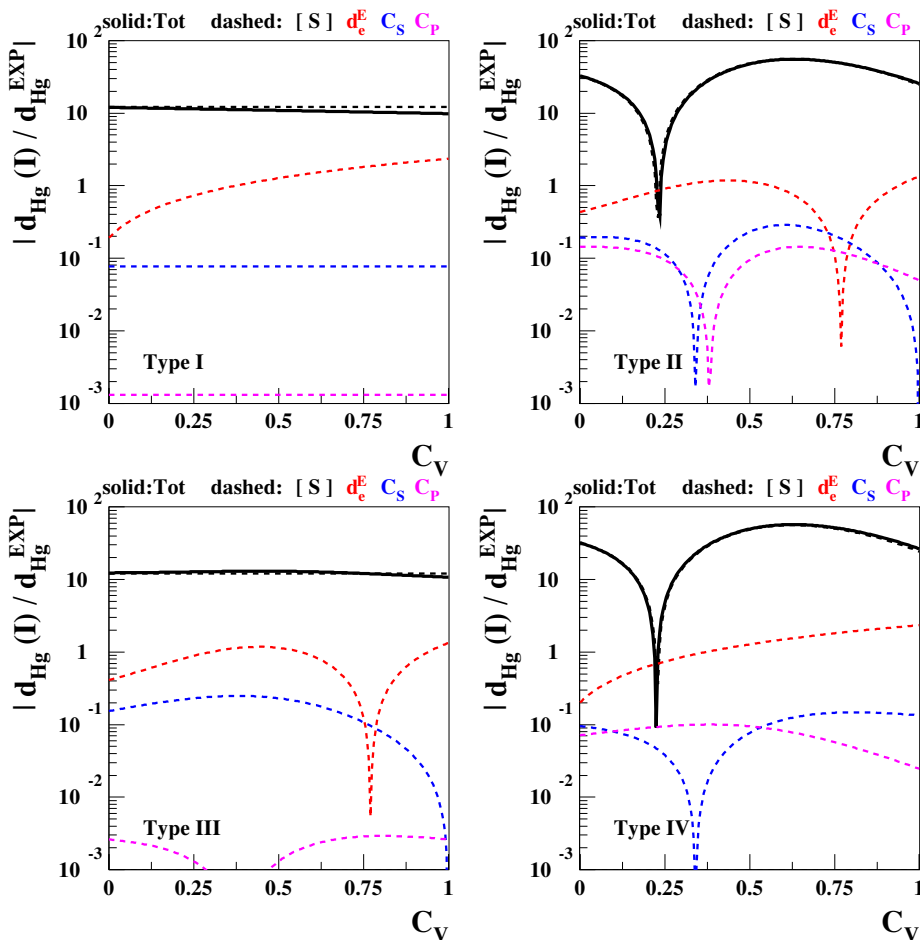 solid:Tot dashed: [ S ] d_e^E C_S C_P
| d_Hg (I) / d_Hg^EXP |
10^2
10
1
10^-1
10^-2
10^-3
Type I
0 0.25 0.5 0.75 1
C_V
solid:Tot dashed: [ S ] d_e^E C_S C_P
| d_Hg (I) / d_Hg^EXP |
10^2
10
1
10^-1
10^-2
10^-3
Type II
0 0.25 0.5 0.75 1
C_V
solid:Tot dashed: [ S ] d_e^E C_S C_P
| d_Hg (I) / d_Hg^EXP |
10^2
10
1
10^-1
10^-2
10^-3
Type III
0 0.25 0.5 0.75 1
C_V
solid:Tot dashed: [ S ] d_e^E C_S C_P
| d_Hg (I) / d_Hg^EXP |
10^2
10
1
10^-1
10^-2
10^-3
Type IV
0 0.25 0.5 0.75 1
C_V